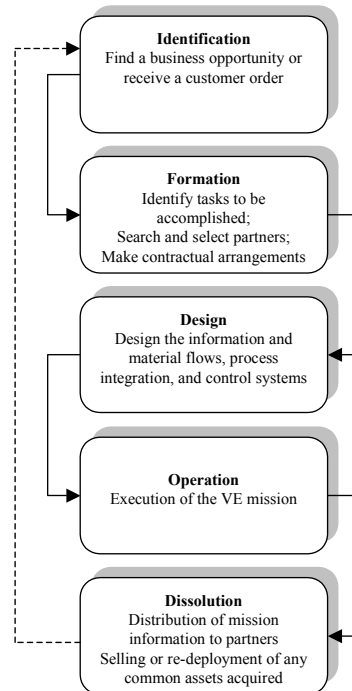 Identification
Find a business opportunity or
receive a customer order
Formation
Identify tasks to be
accomplished;
Search and select partners;
Make contractual arrangements
Design
Design the information and
material flows, process
integration, and control systems
Operation
Execution of the VE mission
Dissolution
Distribution of mission
information to partners
Selling or re-deployment of any
common assets acquired